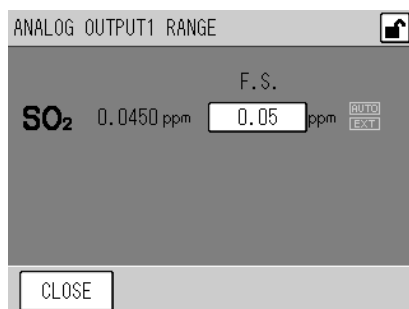 ANALOG OUTPUT1 RANGE
F.S.
SO₂ 0.0450 ppm 0.05 ppm AUTO
EXT
CLOSE